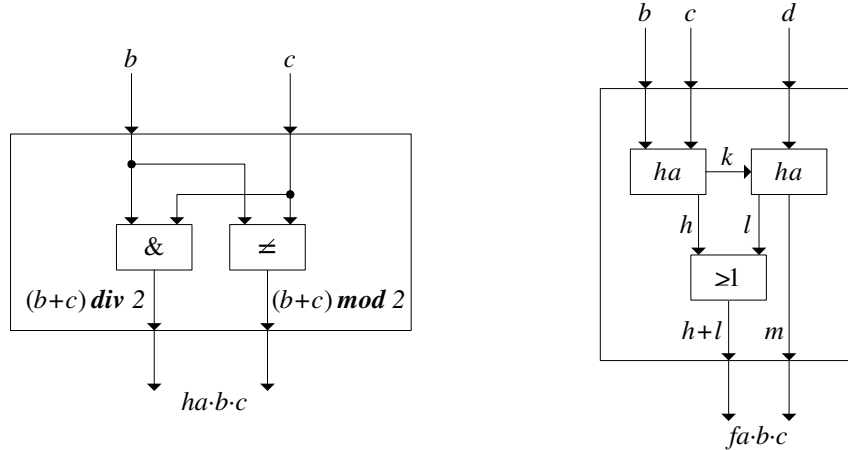 b c
& ≠
(b+c) div 2 (b+c) mod 2
ha·b·c
b c d
ha k ha
h l
≥1
h+l m
fa·b·c